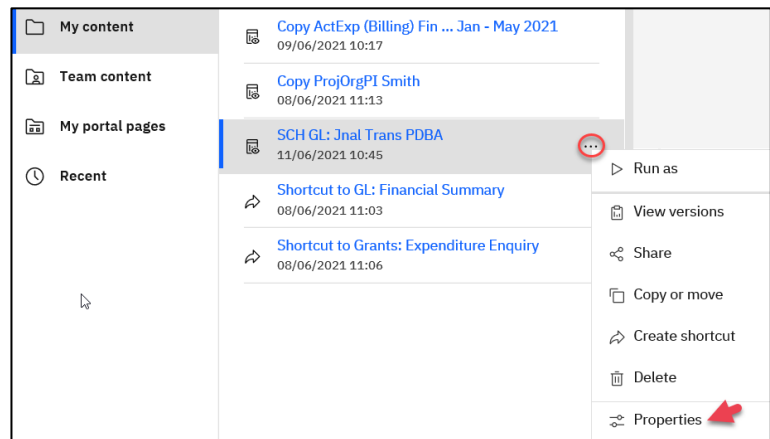 My content
Team content
My portal pages
Recent
Copy ActExp (Billing) Fin ... Jan - May 2021
09/06/2021 10:17
Copy ProjOrgPI Smith
08/06/2021 11:13
SCH GL: Jnal Trans PDBA
11/06/2021 10:45
Shortcut to GL: Financial Summary
08/06/2021 11:03
Shortcut to Grants: Expenditure Enquiry
08/06/2021 11:06
Run as
View versions
Share
Copy or move
Create shortcut
Delete
Properties